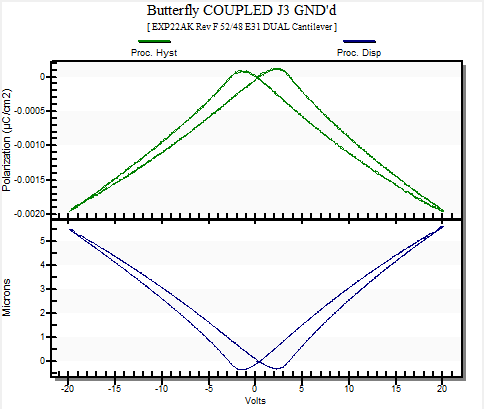 Butterfly COUPLED J3 GND'd
[ EXP22AK Rev F 52/48 E31 DUAL Cantilever ]
Proc. Hyst Proc. Disp
Polarization (µC/cm2)
0
-0.0005
-0.0010
-0.0015
-0.0020
Microns
5
4
3
2
1
0
-20 -15 -10 -5 0 5 10 15 20
Volts